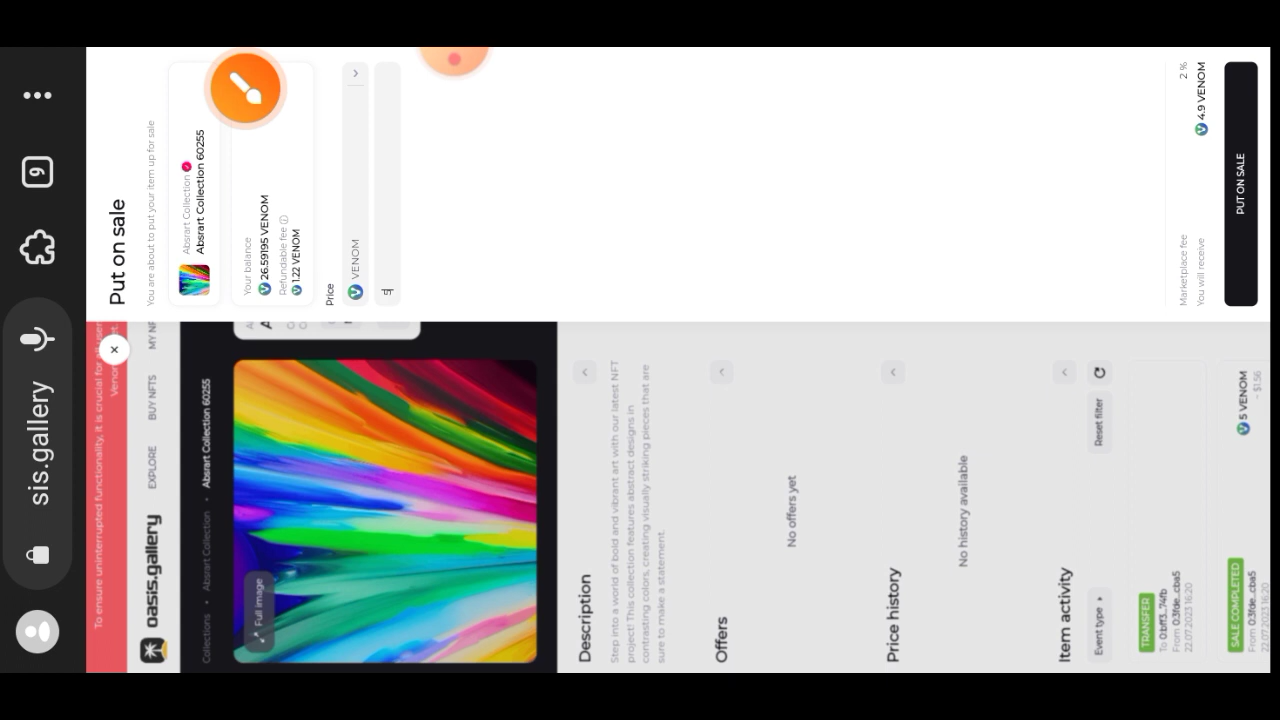 9
sis.gallery
To ensure uninterrupted functionality, it is crucial for all users
Venom
oasis.gallery
EXPLORE
BUY NFTS
Collections • Absrart Collection • Absrart Collection 60255
Full image
Description
Step into a world of bold and vibrant art with our latest NFT
project! This collection features abstract designs in
contrasting colors, creating visually striking pieces that are
sure to make a statement.
Offers
No offers yet
Price history
No history available
Item activity
Event type
Reset filter
TRANSFER
To 0:bff3...74fb
From 0:3fde...cba5
22.07.2023 16:20
SALE COMPLETED
From 0:3fde...cba5
22.07.2023 16:20
5 VENOM
~ $1.56
Put on sale
You are about to put your item up for sale
Absrart Collection
Absrart Collection 60255
Your balance
26.59195 VENOM
Refundable fee
1.22 VENOM
Price
VENOM
5
Marketplace fee
2 %
You will receive
4.9 VENOM
PUT ON SALE